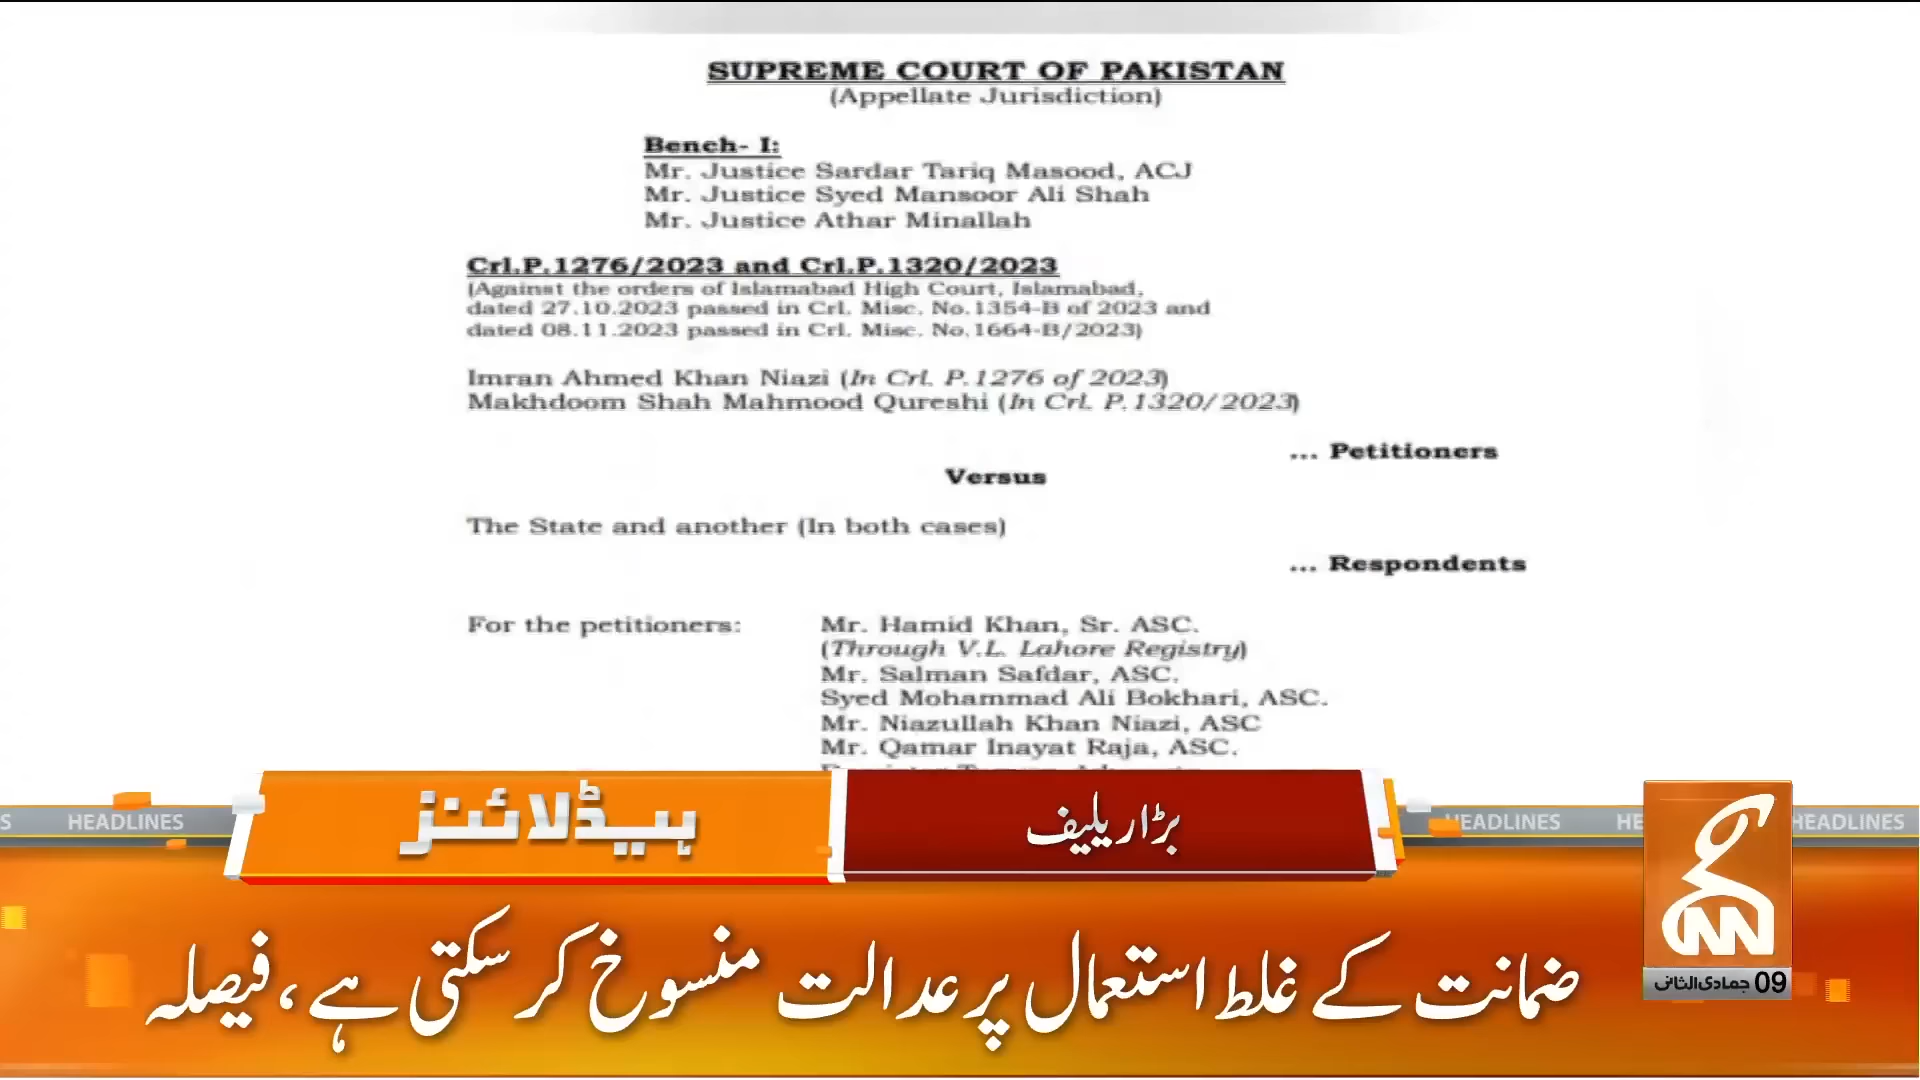 SUPREME COURT OF PAKISTAN
(Appellate Jurisdiction)
Bench- I:
Mr. Justice Sardar Tariq Masood, ACJ
Mr. Justice Syed Mansoor Ali Shah
Mr. Justice Athar Minallah
Crl.P.1276/2023 and Crl.P.1320/2023
(Against the orders of Islamabad High Court, Islamabad,
dated 27.10.2023 passed in Crl. Misc. No.1354-B of 2023 and
dated 08.11.2023 passed in Crl. Misc. No.1664-B/2023)
Imran Ahmed Khan Niazi (In Crl. P.1276 of 2023)
Makhdoom Shah Mahmood Qureshi (In Crl. P.1320/2023)
... Petitioners
Versus
The State and another (In both cases)
... Respondents
For the petitioners: Mr. Hamid Khan, Sr. ASC.
(Through V.L. Lahore Registry)
Mr. Salman Safdar, ASC.
Syed Mohammad Ali Bokhari, ASC.
Mr. Niazullah Khan Niazi, ASC
Mr. Qamar Inayat Raja, ASC.
بڑا ریلیف
ہیڈلائنز
S HEADLINES HEADLINES HE HEADLINES
GNN
09 جمادی الثانی
ضمانت کے غلط استعمال پر عدالت منسوخ کر سکتی ہے، فیصلہ